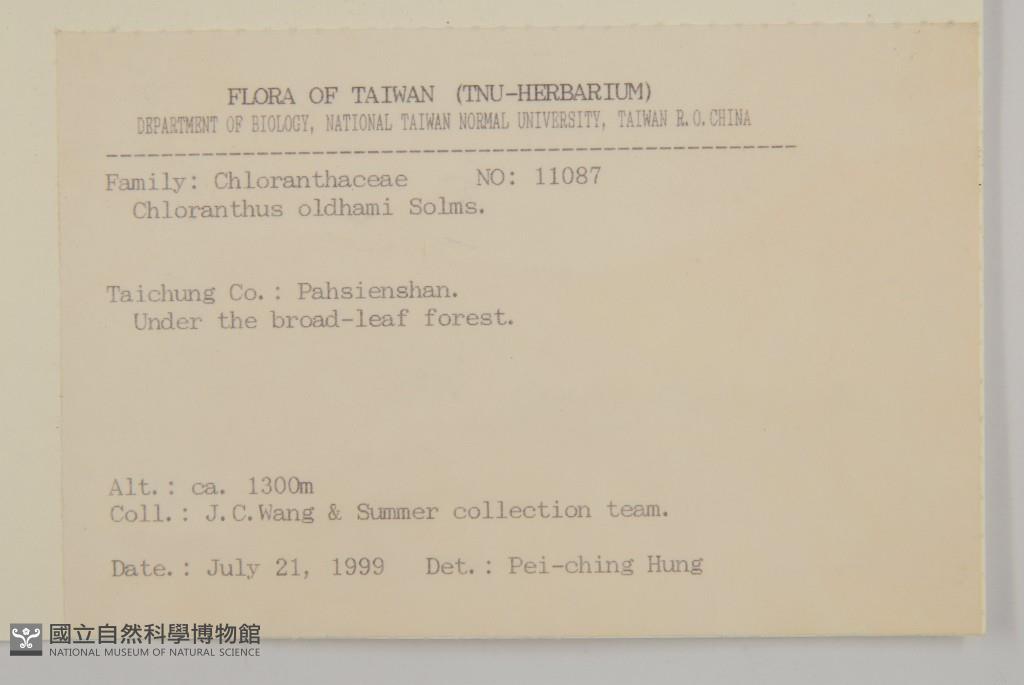 FLORA OF TAIWAN (TNU-HERBARIUM)
DEPARTMENT OF BIOLOGY, NATIONAL TAIWAN NORMAL UNIVERSITY, TAIWAN R.O.CHINA
--------------------------------------------------
Family: Chloranthaceae NO: 11087
Chloranthus oldhami Solms.
Taichung Co.: Pahsienshan.
Under the broad-leaf forest.
Alt.: ca. 1300m
Coll.: J.C.Wang & Summer collection team.
Date.: July 21, 1999 Det.: Pei-ching Hung
國立自然科學博物館
NATIONAL MUSEUM OF NATURAL SCIENCE